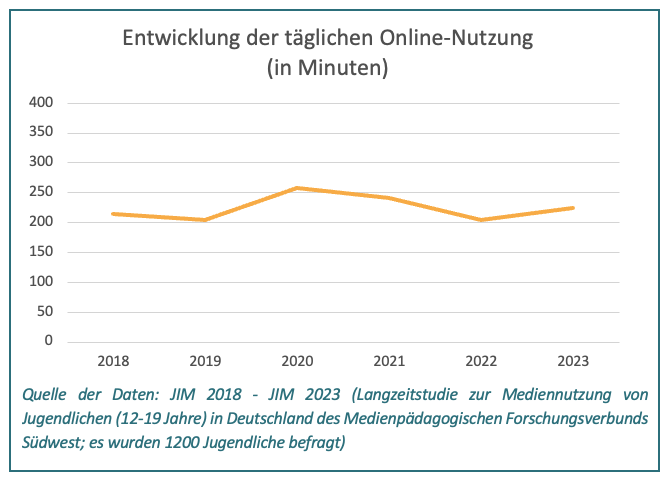 Entwicklung der täglichen Online-Nutzung
(in Minuten)
400
350
300
250
200
150
100
50
0
2018 2019 2020 2021 2022 2023
Quelle der Daten: JIM 2018 - JIM 2023 (Langzeitstudie zur Mediennutzung von
Jugendlichen (12-19 Jahre) in Deutschland des Medienpädagogischen Forschungsverbunds
Südwest; es wurden 1200 Jugendliche befragt)